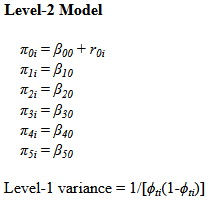 Level-2 Model
π0i = β00 + r0i
π1i = β10
π2i = β20
π3i = β30
π4i = β40
π5i = β50
Level-1 variance = 1/[ϕti(1-ϕti)]